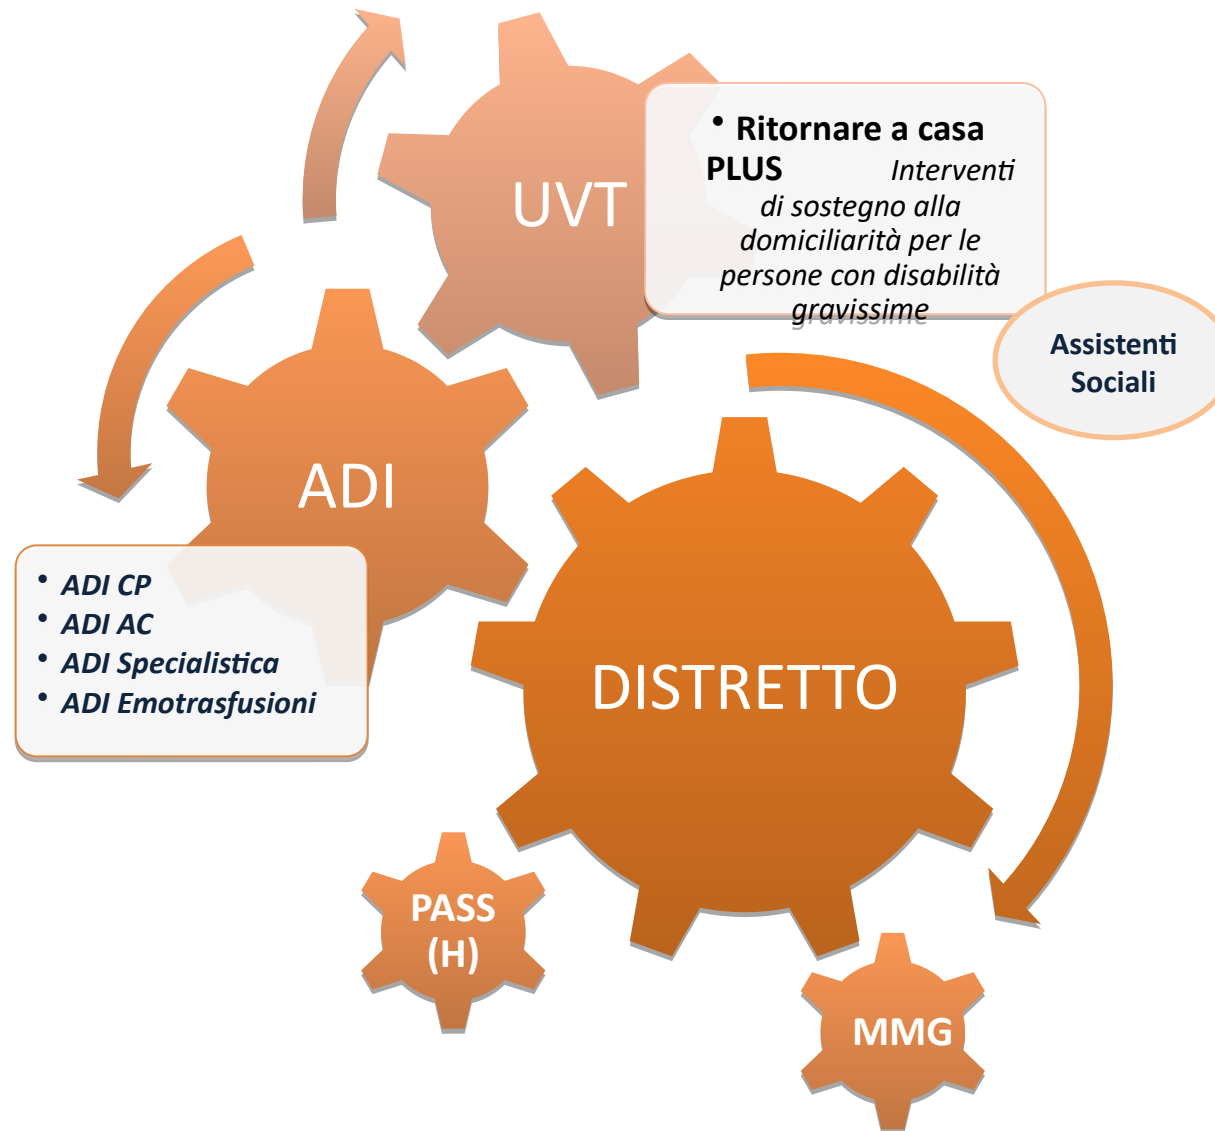 UVT
• Ritornare a casa
PLUS Interventi
di sostegno alla
domiciliarità per le
persone con disabilità
gravissime
Assistenti
Sociali
ADI
• ADI CP
• ADI AC
• ADI Specialistica
• ADI Emotrasfusioni
DISTRETTO
PASS
(H)
MMG